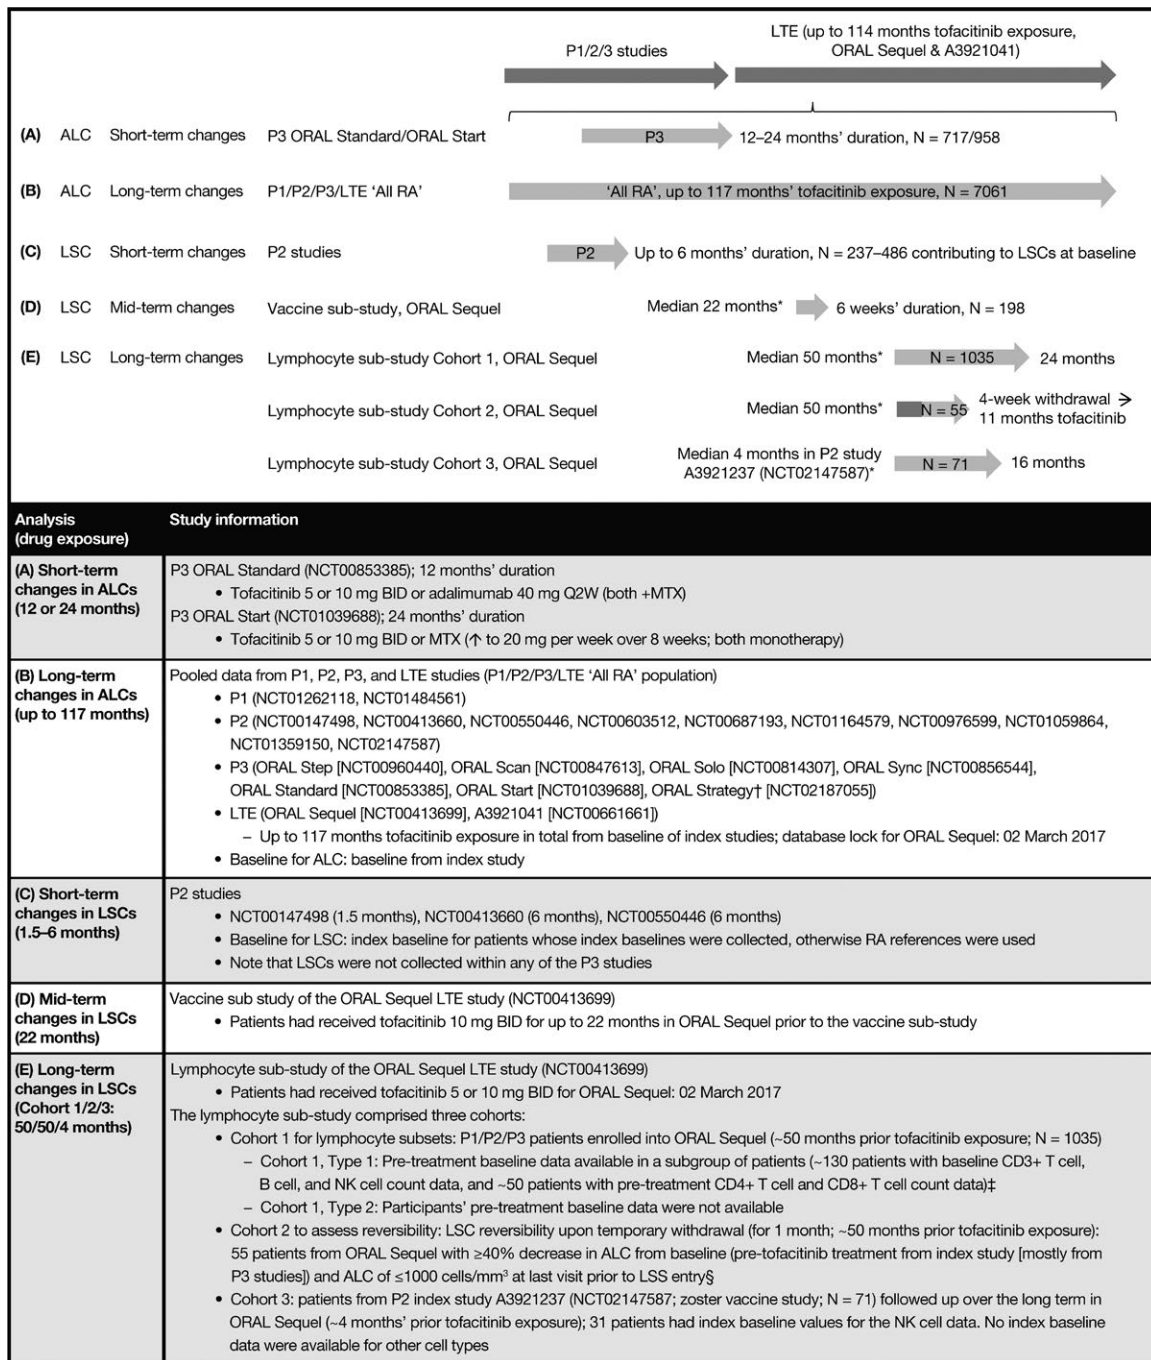 LTE (up to 114 months tofacitinib exposure,
P1/2/3 studies
ORAL Sequel & A3921041)
(A) ALC Short-term changes P3 ORAL Standard/ORAL Start P3 12–24 months' duration, N = 717/958
(B) ALC Long-term changes P1/P2/P3/LTE 'All RA' 'All RA', up to 117 months' tofacitinib exposure, N = 7061
(C) LSC Short-term changes P2 studies P2 Up to 6 months' duration, N = 237–486 contributing to LSCs at baseline
(D) LSC Mid-term changes Vaccine sub-study, ORAL Sequel Median 22 months* 6 weeks' duration, N = 198
(E) LSC Long-term changes Lymphocyte sub-study Cohort 1, ORAL Sequel Median 50 months* N = 1035 24 months
Lymphocyte sub-study Cohort 2, ORAL Sequel Median 50 months* N = 55 4-week withdrawal →
11 months tofacitinib
Lymphocyte sub-study Cohort 3, ORAL Sequel Median 4 months in P2 study
A3921237 (NCT02147587)* N = 71 16 months
Analysis
(drug exposure)
Study information
(A) Short-term
changes in ALCs
(12 or 24 months)
P3 ORAL Standard (NCT00853385); 12 months' duration
• Tofacitinib 5 or 10 mg BID or adalimumab 40 mg Q2W (both +MTX)
P3 ORAL Start (NCT01039688); 24 months' duration
• Tofacitinib 5 or 10 mg BID or MTX (↑ to 20 mg per week over 8 weeks; both monotherapy)
(B) Long-term
changes in ALCs
(up to 117 months)
Pooled data from P1, P2, P3, and LTE studies (P1/P2/P3/LTE 'All RA' population)
• P1 (NCT01262118, NCT01484561)
• P2 (NCT00147498, NCT00413660, NCT00550446, NCT00603512, NCT00687193, NCT01164579, NCT00976599, NCT01059864,
NCT01359150, NCT02147587)
• P3 (ORAL Step [NCT00960440], ORAL Scan [NCT00847613], ORAL Solo [NCT00814307], ORAL Sync [NCT00856544],
ORAL Standard [NCT00853385], ORAL Start [NCT01039688], ORAL Strategy† [NCT02187055])
• LTE (ORAL Sequel [NCT00413699], A3921041 [NCT00661661])
– Up to 117 months tofacitinib exposure in total from baseline of index studies; database lock for ORAL Sequel: 02 March 2017
• Baseline for ALC: baseline from index study
(C) Short-term
changes in LSCs
(1.5–6 months)
P2 studies
• NCT00147498 (1.5 months), NCT00413660 (6 months), NCT00550446 (6 months)
• Baseline for LSC: index baseline for patients whose index baselines were collected, otherwise RA references were used
• Note that LSCs were not collected within any of the P3 studies
(D) Mid-term
changes in LSCs
(22 months)
Vaccine sub study of the ORAL Sequel LTE study (NCT00413699)
• Patients had received tofacitinib 10 mg BID for up to 22 months in ORAL Sequel prior to the vaccine sub-study
(E) Long-term
changes in LSCs
(Cohort 1/2/3:
50/50/4 months)
Lymphocyte sub-study of the ORAL Sequel LTE study (NCT00413699)
• Patients had received tofacitinib 5 or 10 mg BID for ORAL Sequel: 02 March 2017
The lymphocyte sub-study comprised three cohorts:
• Cohort 1 for lymphocyte subsets: P1/P2/P3 patients enrolled into ORAL Sequel (~50 months prior tofacitinib exposure; N = 1035)
– Cohort 1, Type 1: Pre-treatment baseline data available in a subgroup of patients (~130 patients with baseline CD3+ T cell,
B cell, and NK cell count data, and ~50 patients with pre-treatment CD4+ T cell and CD8+ T cell count data)‡
– Cohort 1, Type 2: Participants' pre-treatment baseline data were not available
• Cohort 2 to assess reversibility: LSC reversibility upon temporary withdrawal (for 1 month; ~50 months prior tofacitinib exposure):
55 patients from ORAL Sequel with ≥40% decrease in ALC from baseline (pre-tofacitinib treatment from index study [mostly from
P3 studies]) and ALC of ≤1000 cells/mm³ at last visit prior to LSS entry§
• Cohort 3: patients from P2 index study A3921237 (NCT02147587; zoster vaccine study; N = 71) followed up over the long term in
ORAL Sequel (~4 months' prior tofacitinib exposure); 31 patients had index baseline values for the NK cell data. No index baseline
data were available for other cell types